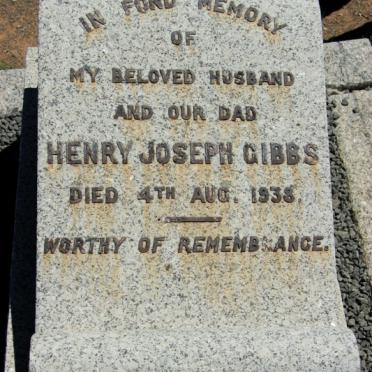 IN FOND MEMORY
OF
MY BELOVED HUSBAND
AND OUR DAD
HENRY JOSEPH GIBBS
DIED 4TH AUG. 1938.
WORTHY OF REMEMBRANCE.